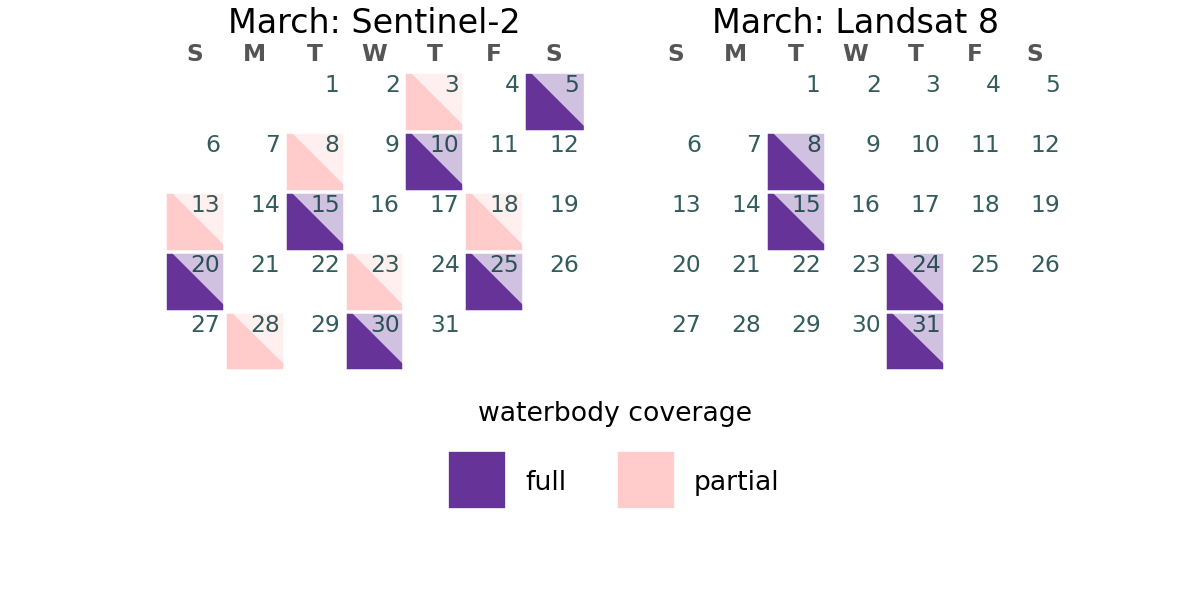 March: Sentinel-2
S M T W T F S
1 2 3 4 5
6 7 8 9 10 11 12
13 14 15 16 17 18 19
20 21 22 23 24 25 26
27 28 29 30 31
March: Landsat 8
S M T W T F S
1 2 3 4 5
6 7 8 9 10 11 12
13 14 15 16 17 18 19
20 21 22 23 24 25 26
27 28 29 30 31
waterbody coverage
full partial